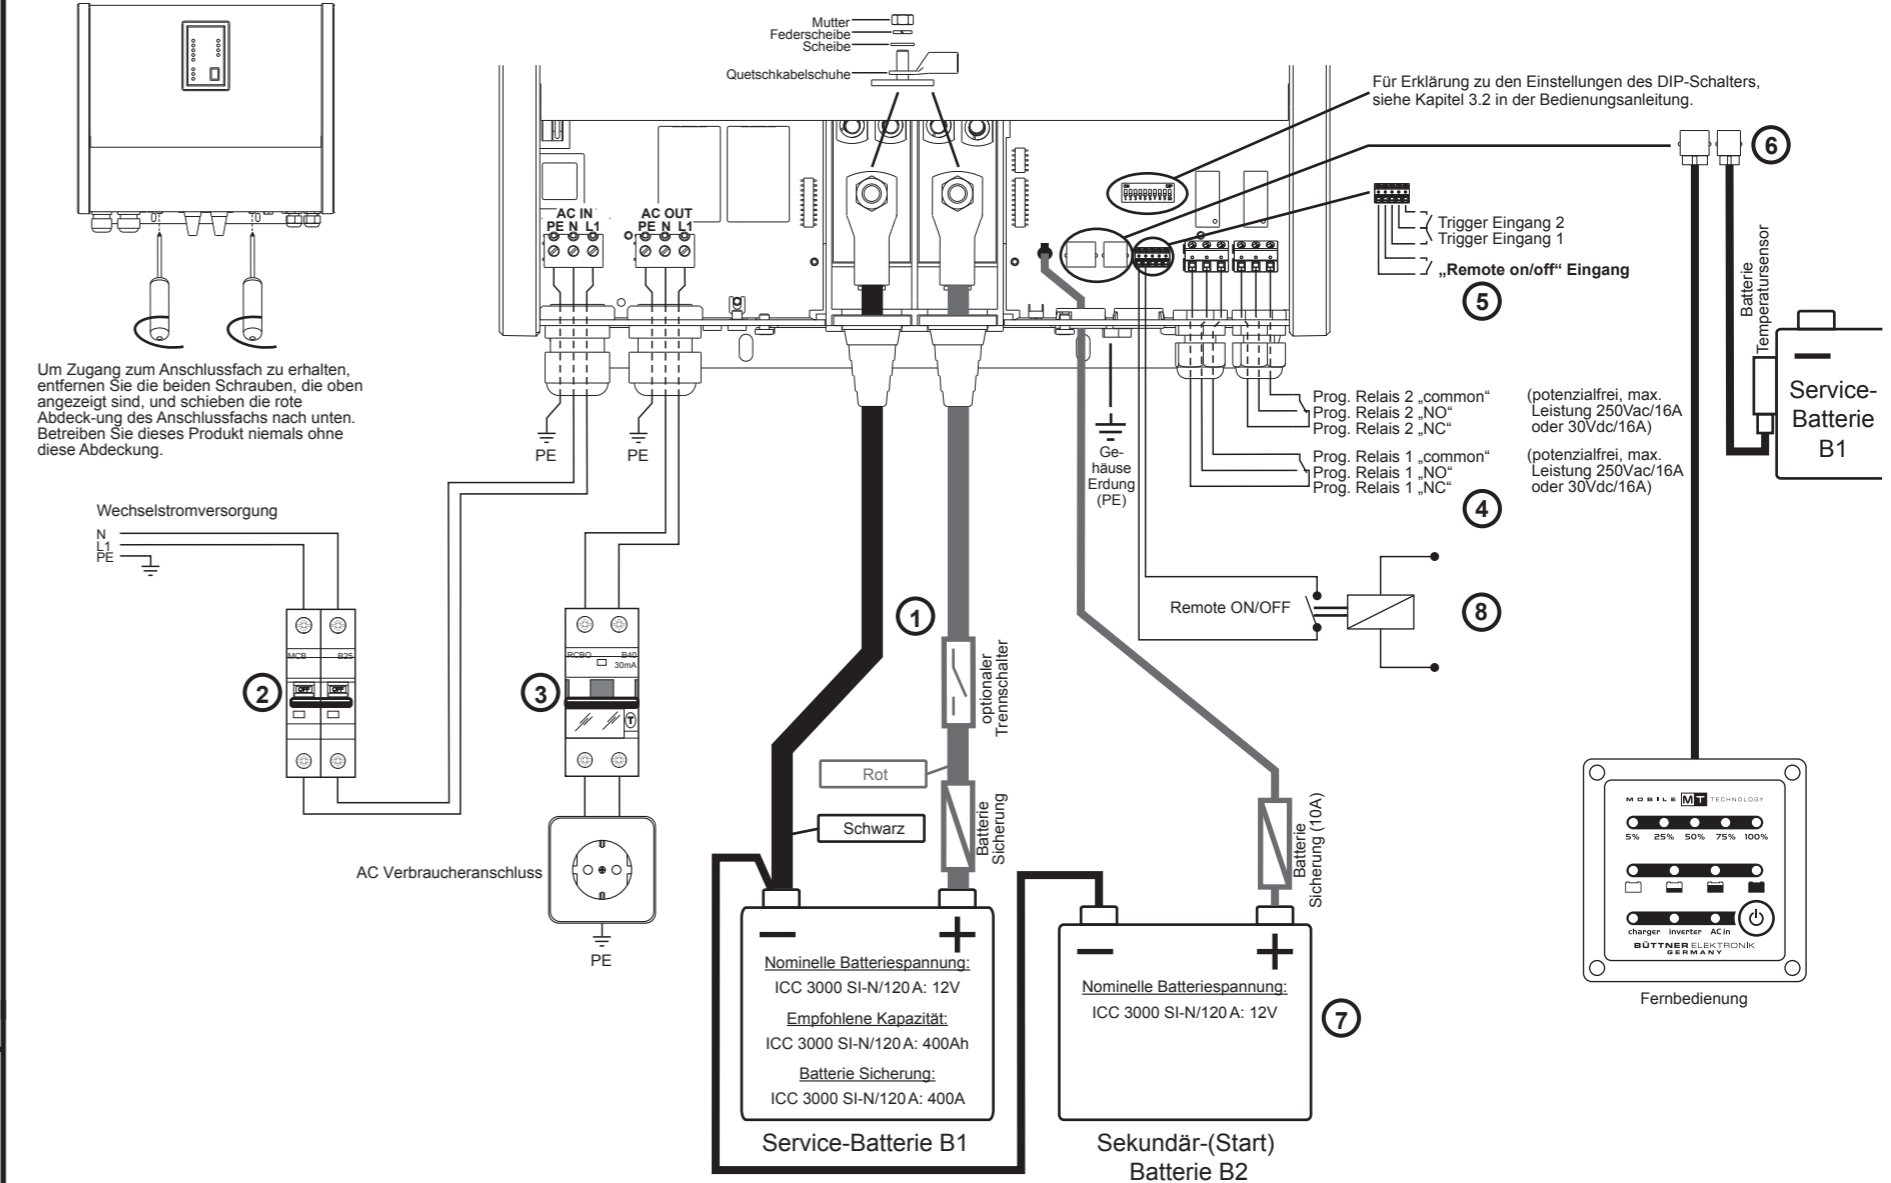 Mutter
Federscheibe
Scheibe
Quetschkabelschuhe
Für Erklärung zu den Einstellungen des DIP-Schalters,
siehe Kapitel 3.2 in der Bedienungsanleitung.
6
ON DIP
AC IN
PE N L1
AC OUT
PE N L1
Trigger Eingang 2
Trigger Eingang 1
„Remote on/off“ Eingang
5
Batterie
Temperatursensor
Service-
Batterie
B1
Um Zugang zum Anschlussfach zu erhalten,
entfernen Sie die beiden Schrauben, die oben
angezeigt sind, und schieben die rote
Abdeck-ung des Anschlussfachs nach unten.
Betreiben Sie dieses Produkt niemals ohne
diese Abdeckung.
PE
PE
Ge-
häuse
Erdung
(PE)
Prog. Relais 2 „common“
Prog. Relais 2 „NO“
Prog. Relais 2 „NC“
(potenzialfrei, max.
Leistung 250Vac/16A
oder 30Vdc/16A)
Prog. Relais 1 „common“
Prog. Relais 1 „NO“
Prog. Relais 1 „NC“
(potenzialfrei, max.
Leistung 250Vac/16A
oder 30Vdc/16A)
4
Wechselstromversorgung
N
L1
PE
1
Remote ON/OFF
8
MCB B25
OFF OFF
2
RCBO B40
30mA
T
3
optionaler
Trennschalter
Rot
Schwarz
Batterie
Sicherung
Batterie
Sicherung (10A)
AC Verbraucheranschluss
PE
Nominelle Batteriespannung:
ICC 3000 SI-N/120 A: 12V
Empfohlene Kapazität:
ICC 3000 SI-N/120 A: 400Ah
Batterie Sicherung:
ICC 3000 SI-N/120 A: 400A
Service-Batterie B1
Nominelle Batteriespannung:
ICC 3000 SI-N/120 A: 12V
7
Sekundär-(Start)
Batterie B2
MOBILE MT TECHNOLOGY
5% 25% 50% 75% 100%
charger inverter AC in
BÜTTNER ELEKTRONIK
GERMANY
Fernbedienung